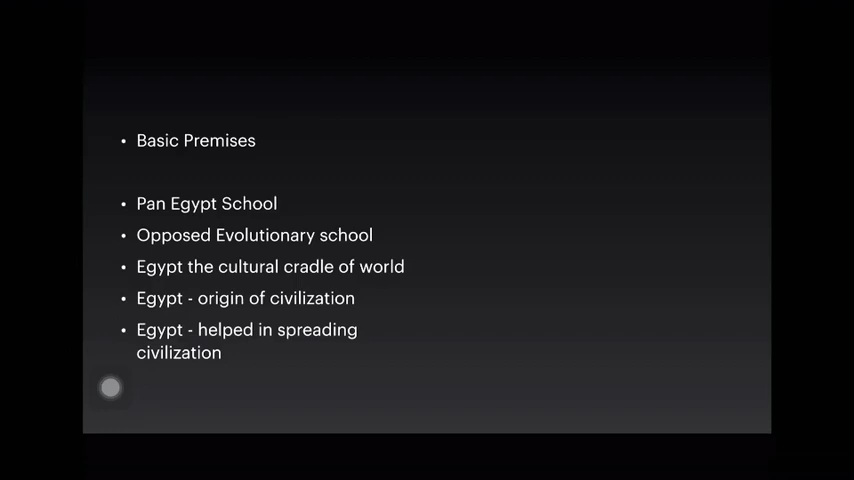 • Basic Premises
• Pan Egypt School
• Opposed Evolutionary school
• Egypt the cultural cradle of world
• Egypt - origin of civilization
• Egypt - helped in spreading
civilization